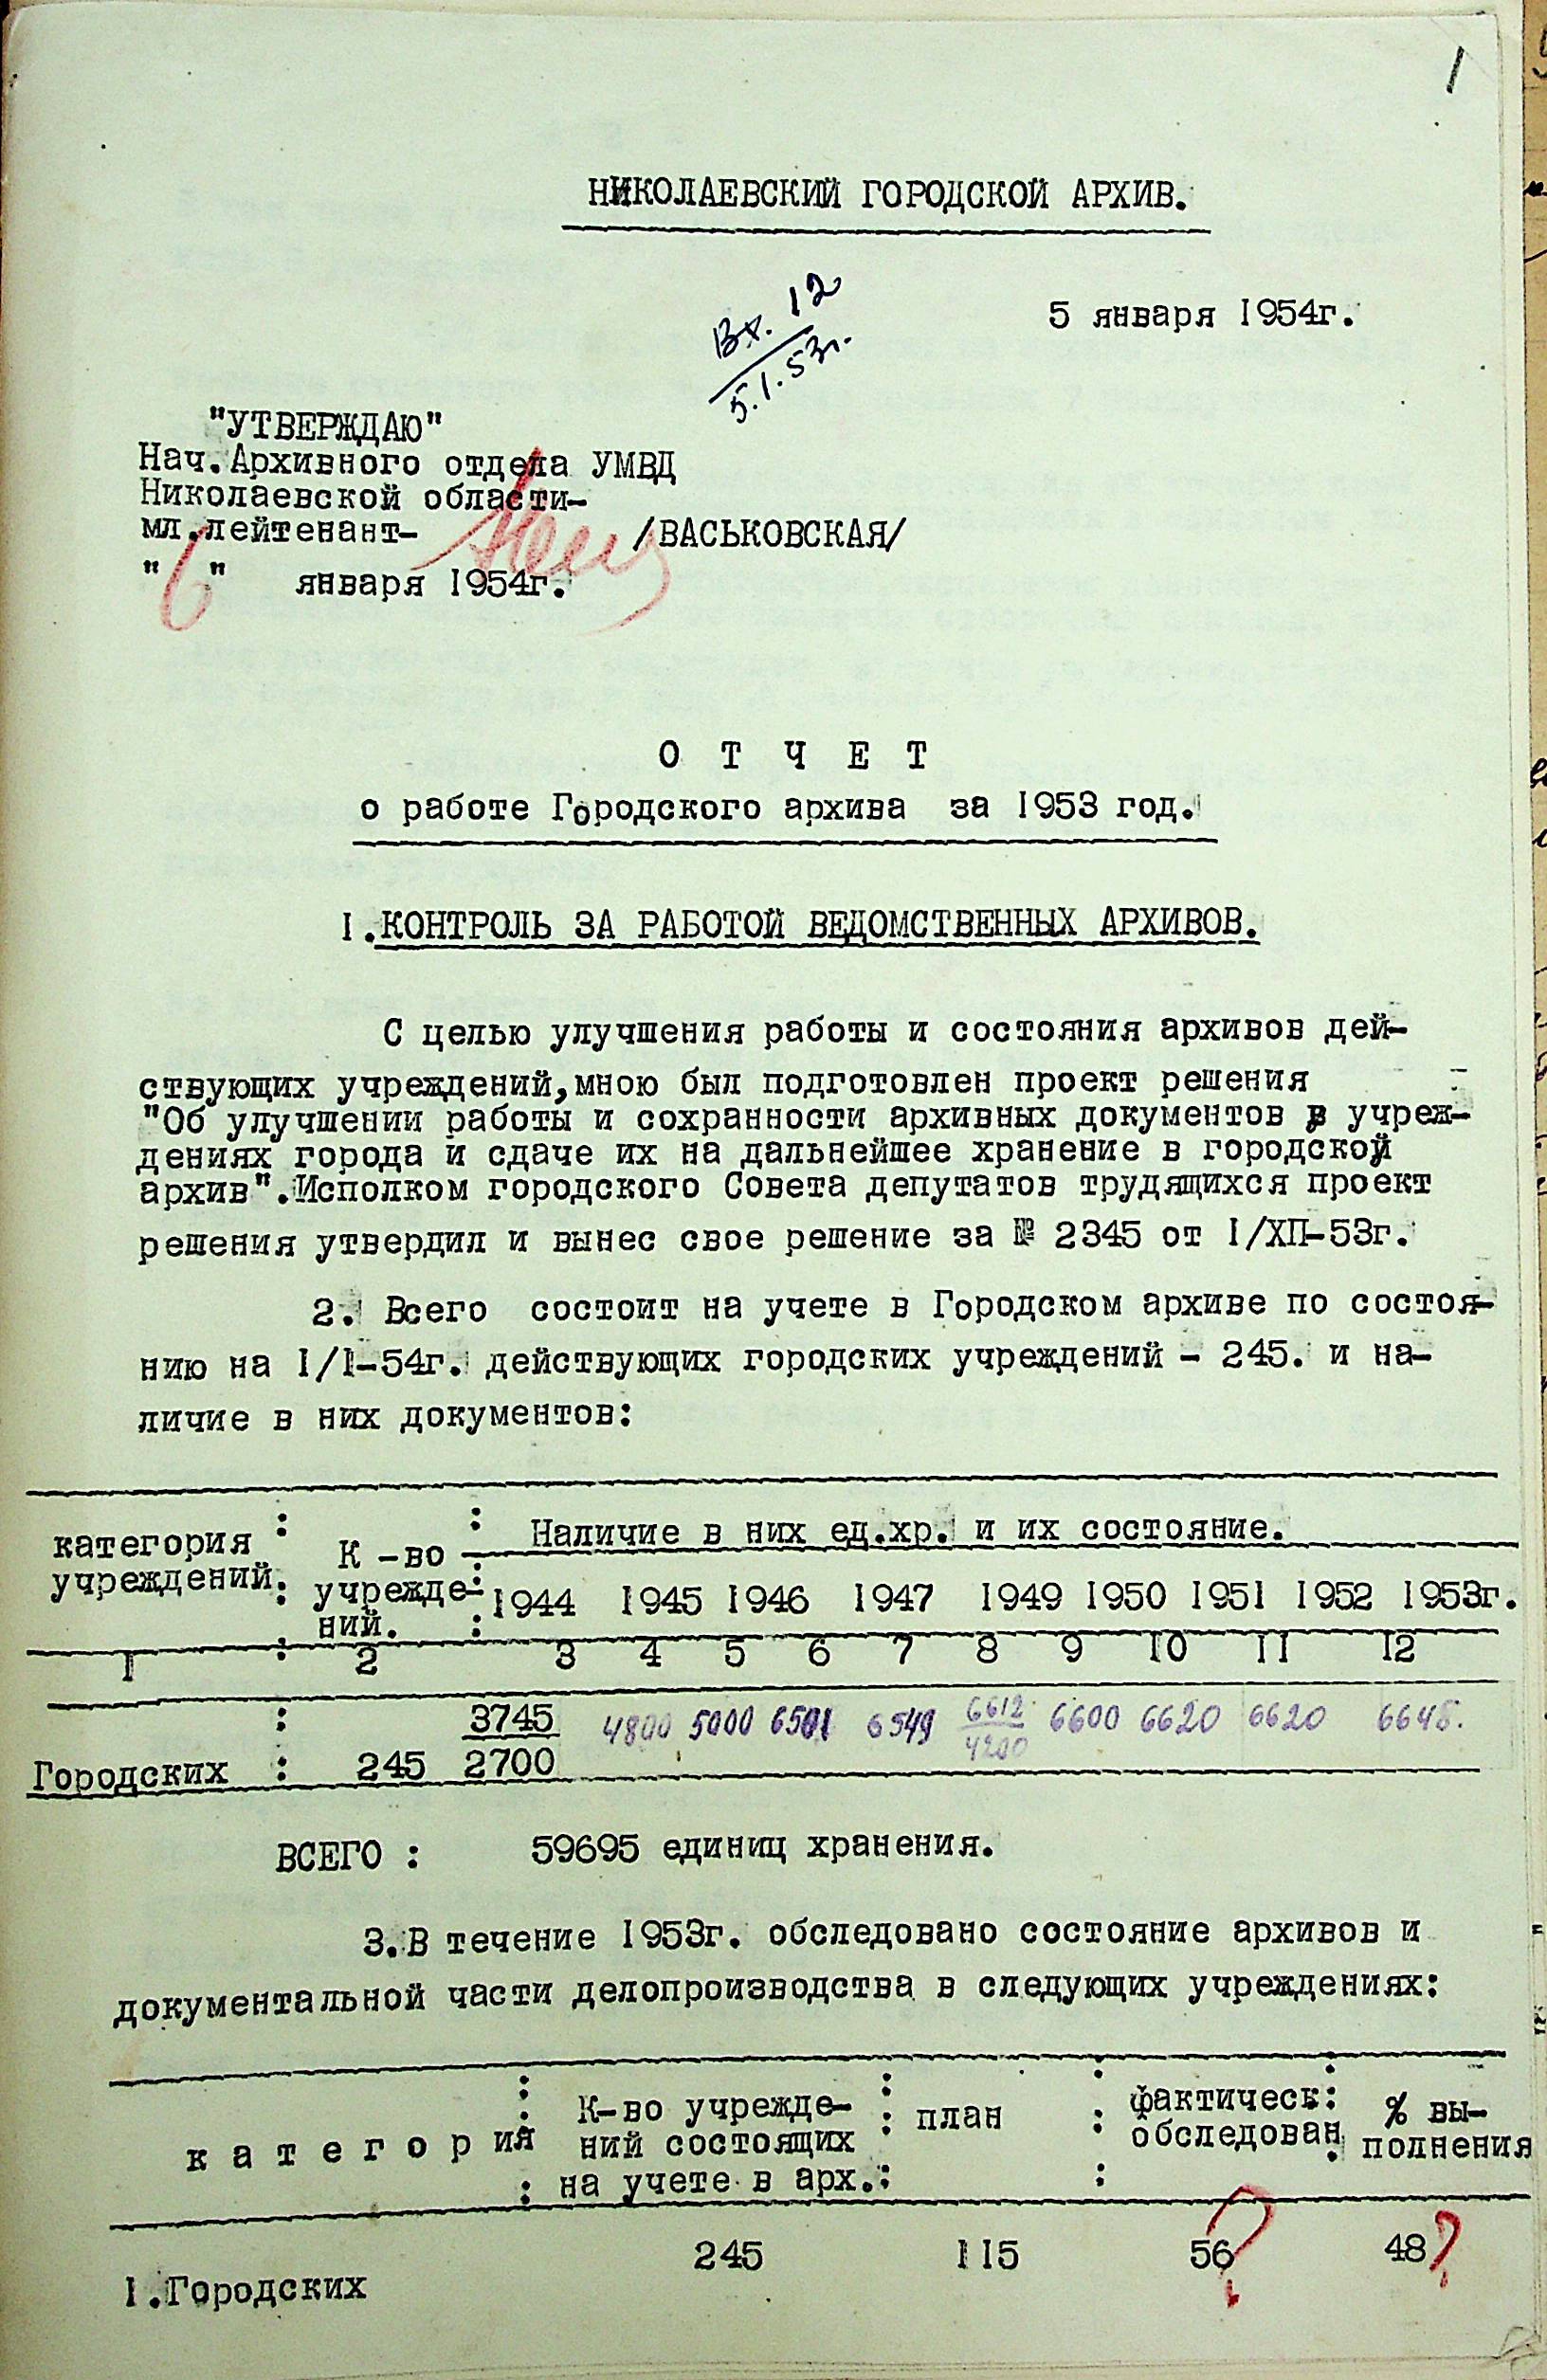 1
НИКОЛАЕВСКИЙ ГОРОДСКОЙ АРХИВ.
Вх. 12
5.1.53г.
5 января 1954г.
"УТВЕРЖДАЮ"
Нач.Архивного отдела УМВД
Николаевской области-
мл.лейтенант- /ВАСЬКОВСКАЯ/
"6" января 1954г.
О Т Ч Е Т
о работе Городского архива за 1953 год.
I.КОНТРОЛЬ ЗА РАБОТОЙ ВЕДОМСТВЕННЫХ АРХИВОВ.
С целью улучшения работы и состояния архивов дей-
ствующих учреждений,мною был подготовлен проект решения
"Об улучшении работы и сохранности архивных документов в учреж-
дениях города и сдаче их на дальнейшее хранение в городской
архив".Исполком городского Совета депутатов трудящихся проект
решения утвердил и вынес свое решение за № 2345 от I/ХП-53г.
2. Всего состоит на учете в Городском архиве по состоя-
нию на I/I-54г. действующих городских учреждений - 245. и на-
личие в них документов:
категория : К -во : Наличие в них ед.хр. и их состояние.
учреждений: учрежде-: 1944 1945 1946 1947 1949 1950 1951 1952 1953г.
ний. :
I : 2 3 4 5 6 7 8 9 10 11 12
: 3745 4800 5000 6501 6549 6612 6600 6620 6620 6648.
4200
Городских : 245 2700
ВСЕГО : 59695 единиц хранения.
3.В течение 1953г. обследовано состояние архивов и
документальной части делопроизводства в следующих учреждениях:
к а т е г о р ия : К-во учрежде- : план : фактическ: % вы-
ний состоящих обследован. полнения
: на учете в арх.: :
245 115 56? 48?
I.Городских